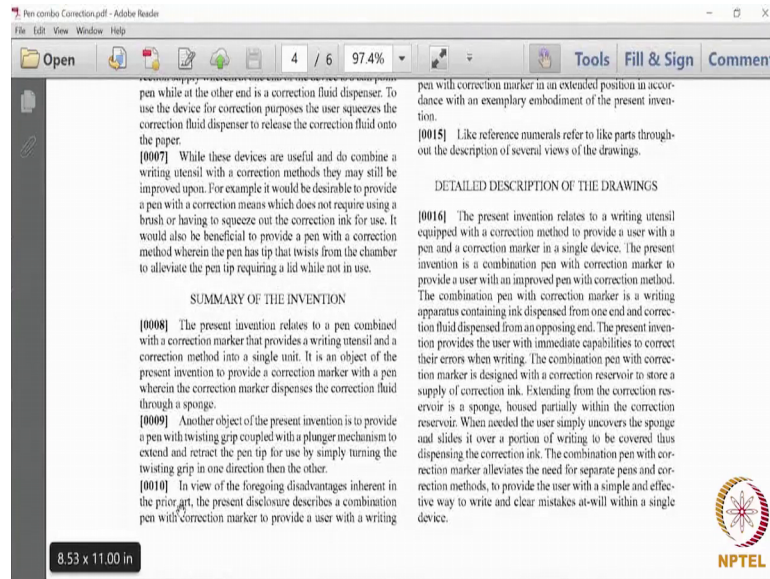 Pen combo Correction.pdf - Adobe Reader
File Edit View Window Help
Open
4 / 6
97.4%
Tools
Fill & Sign
Commen
rection supply wherein at one end of the device is a ball point
pen while at the other end is a correction fluid dispenser. To
use the device for correction purposes the user squeezes the
correction fluid dispenser to release the correction fluid onto
the paper.
[0007] While these devices are useful and do combine a
writing utensil with a correction methods they may still be
improved upon. For example it would be desirable to provide
a pen with a correction means which does not require using a
brush or having to squeeze out the correction ink for use. It
would also be beneficial to provide a pen with a correction
method wherein the pen has tip that twists from the chamber
to alleviate the pen tip requiring a lid while not in use.
SUMMARY OF THE INVENTION
[0008] The present invention relates to a pen combined
with a correction marker that provides a writing utensil and a
correction method into a single unit. It is an object of the
present invention to provide a correction marker with a pen
wherein the correction marker dispenses the correction fluid
through a sponge.
[0009] Another object of the present invention is to provide
a pen with twisting grip coupled with a plunger mechanism to
extend and retract the pen tip for use by simply turning the
twisting grip in one direction then the other.
[0010] In view of the foregoing disadvantages inherent in
the prior art, the present disclosure describes a combination
pen with correction marker to provide a user with a writing
pen with correction marker in an extended position in accor-
dance with an exemplary embodiment of the present inven-
tion.
[0015] Like reference numerals refer to like parts through-
out the description of several views of the drawings.
DETAILED DESCRIPTION OF THE DRAWINGS
[0016] The present invention relates to a writing utensil
equipped with a correction method to provide a user with a
pen and a correction marker in a single device. The present
invention is a combination pen with correction marker to
provide a user with an improved pen with correction method.
The combination pen with correction marker is a writing
apparatus containing ink dispensed from one end and correc-
tion fluid dispensed from an opposing end. The present inven-
tion provides the user with immediate capabilities to correct
their errors when writing. The combination pen with correc-
tion marker is designed with a correction reservoir to store a
supply of correction ink. Extending from the correction res-
ervoir is a sponge, housed partially within the correction
reservoir. When needed the user simply uncovers the sponge
and slides it over a portion of writing to be covered thus
dispensing the correction ink. The combination pen with cor-
rection marker alleviates the need for separate pens and cor-
rection methods, to provide the user with a simple and effec-
tive way to write and clear mistakes at-will within a single
device.
8.53 x 11.00 in
NPTEL